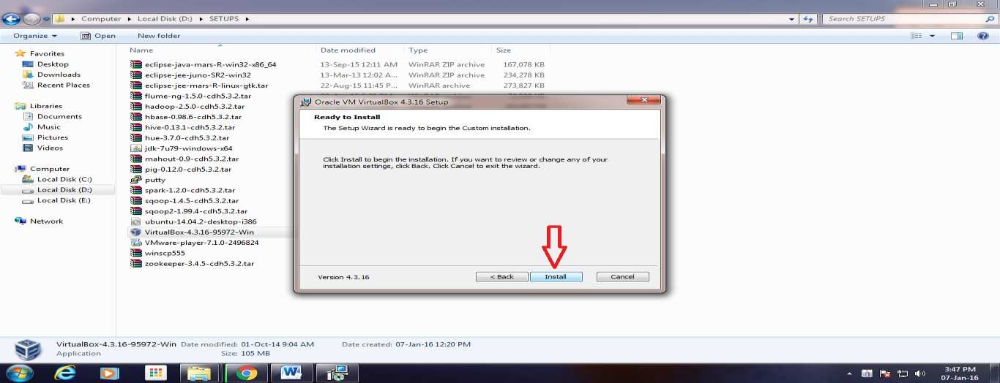 Computer ▸ Local Disk (D:) ▸ SETUPS ▸
Search SETUPS
Organize Open New folder
Name Date modified Type Size
Favorites
Desktop
Downloads
Recent Places
Libraries
Documents
Music
Pictures
Videos
Computer
Local Disk (C:)
Local Disk (D:)
Local Disk (E:)
Network
eclipse-java-mars-R-win32-x86_64 13-Sep-15 12:11 AM WinRAR ZIP archive 167,078 KB
eclipse-jee-juno-SR2-win32 13-Mar-13 12:02 A... WinRAR ZIP archive 234,278 KB
eclipse-jee-mars-R-linux-gtk.tar 22-Aug-15 11:45 P... WinRAR archive 273,827 KB
flume-ng-1.5.0-cdh5.3.2.tar
hadoop-2.5.0-cdh5.3.2.tar
hbase-0.98.6-cdh5.3.2.tar
hive-0.13.1-cdh5.3.2.tar
hue-3.7.0-cdh5.3.2.tar
jdk-7u79-windows-x64
mahout-0.9-cdh5.3.2.tar
pig-0.12.0-cdh5.3.2.tar
putty
spark-1.2.0-cdh5.3.2.tar
sqoop-1.4.5-cdh5.3.2.tar
sqoop2-1.99.4-cdh5.3.2.tar
ubuntu-14.04.2-desktop-i386
VirtualBox-4.3.16-95972-Win
VMware-player-7.1.0-2496824
winscp555
zookeeper-3.4.5-cdh5.3.2.tar
Oracle VM VirtualBox 4.3.16 Setup
Ready to Install
The Setup Wizard is ready to begin the Custom installation.
Click Install to begin the installation. If you want to review or change any of your
installation settings, click Back. Click Cancel to exit the wizard.
Version 4.3.16 < Back Install Cancel
VirtualBox-4.3.16-95972-Win Date modified: 01-Oct-14 9:04 AM Date created: 07-Jan-16 12:20 PM
Application Size: 105 MB
3:47 PM
07-Jan-16